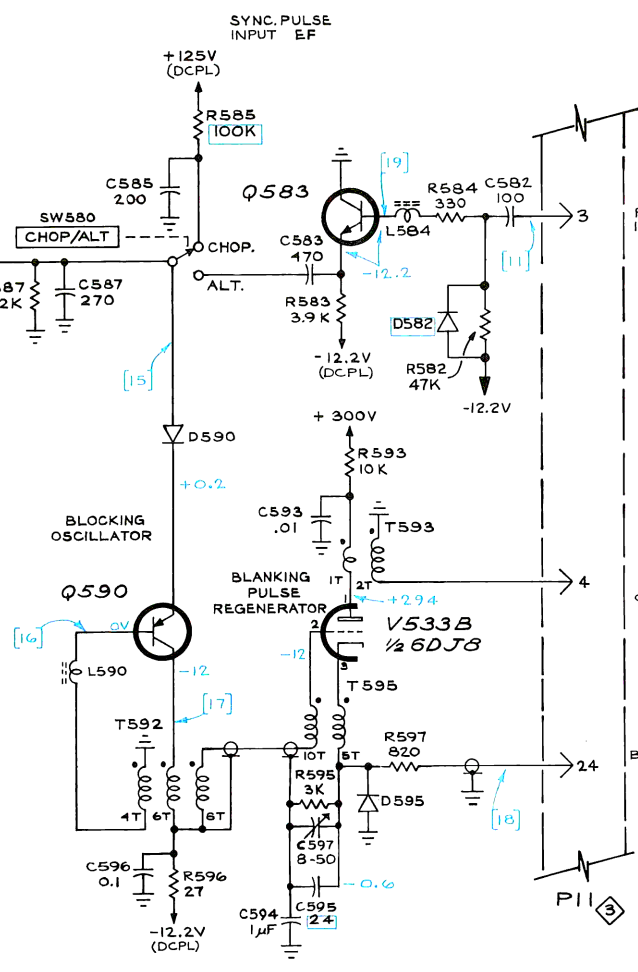 SYNC. PULSE
INPUT EF
+125V
(DCPL)
R585
100K
C585
200
SW580
CHOP/ALT
CHOP.
ALT.
587
2K
C587
270
Q583
[19]
R584
330
C582
100
L584
3
[11]
C583
470
-12.2
R583
3.9K
-12.2V
(DCPL)
D582
R582
47K
-12.2V
[15]
D590
+0.2
+300V
R593
10K
C593
.01
T593
1T
2T
4
BLOCKING
OSCILLATOR
Q590
0V
[16]
-12
L590
[17]
BLANKING
PULSE
REGENERATOR
1
+294
2
V533B
½ 6DJ8
-12
3
T595
T592
4T
6T
6T
10T
5T
R597
820
24
[18]
R595
3K
D595
C597
8-50
C596
0.1
R596
27
-12.2V
(DCPL)
-0.6
C594
1µF
C595
24
P11
3
B